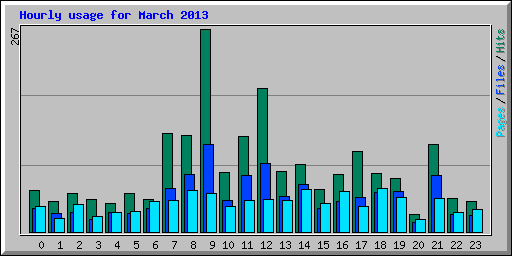 Hourly usage for March 2013
267
Pages / Files / Hits
0 1 2 3 4 5 6 7 8 9 10 11 12 13 14 15 16 17 18 19 20 21 22 23